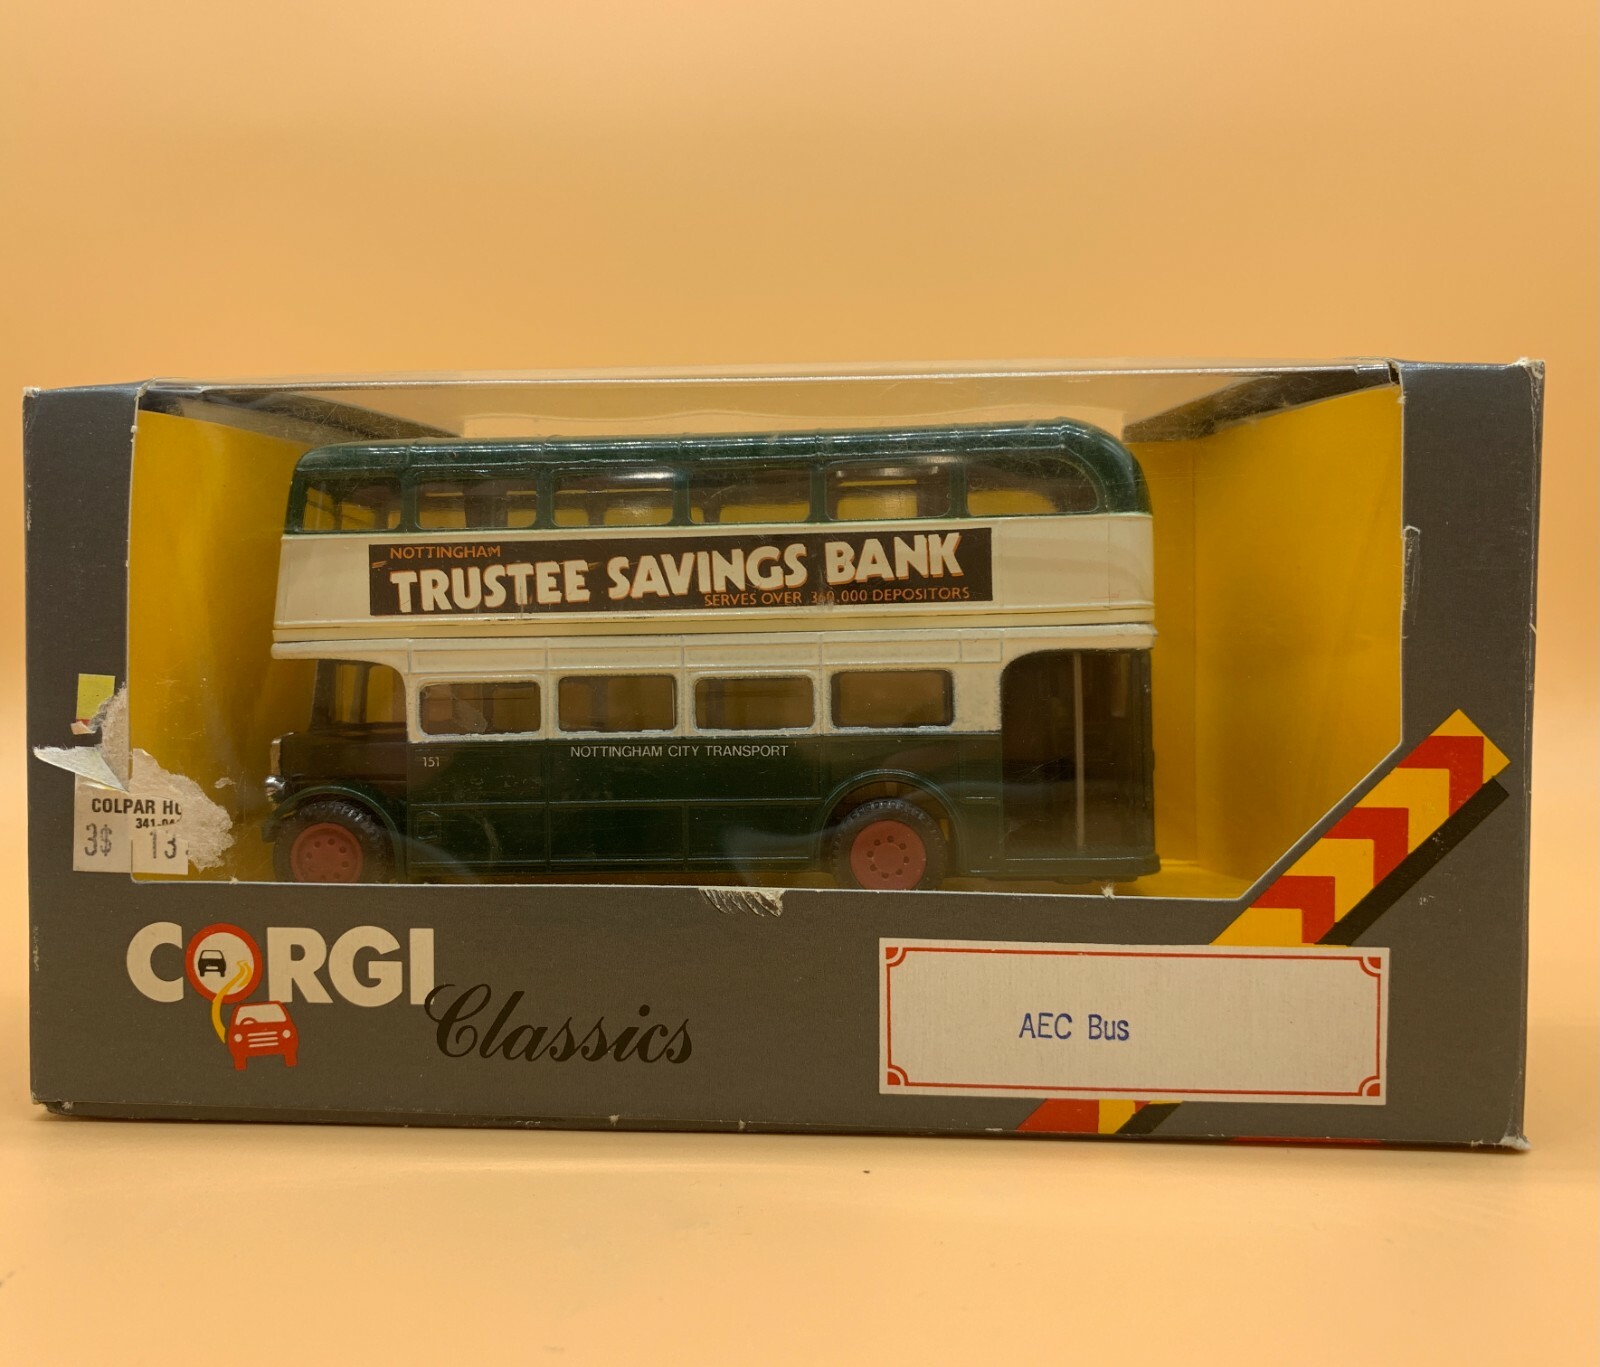 NOTTINGHAM
TRUSTEE SAVINGS BANK
SERVES OVER 360,000 DEPOSITORS
NOTTINGHAM CITY TRANSPORT
151
COLPAR
3$ 13
CORGI
Classics
AEC Bus